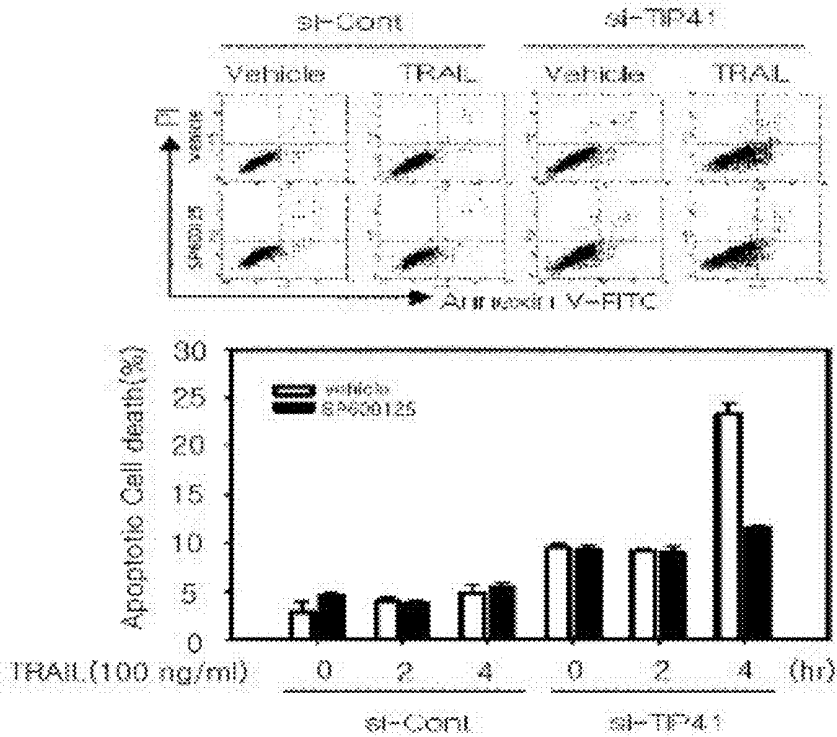 si-Cont si-TIP41
Vehicle TRAIL Vehicle TRAIL
PI
Vehicle
SP600125
Annexin V-FITC
Apoptotic Cell death(%)
30
25
20
15
10
5
0
vehicle
SP600125
TRAIL(100 ng/ml) 0 2 4 0 2 4 (hr)
si-Cont si-TIP41